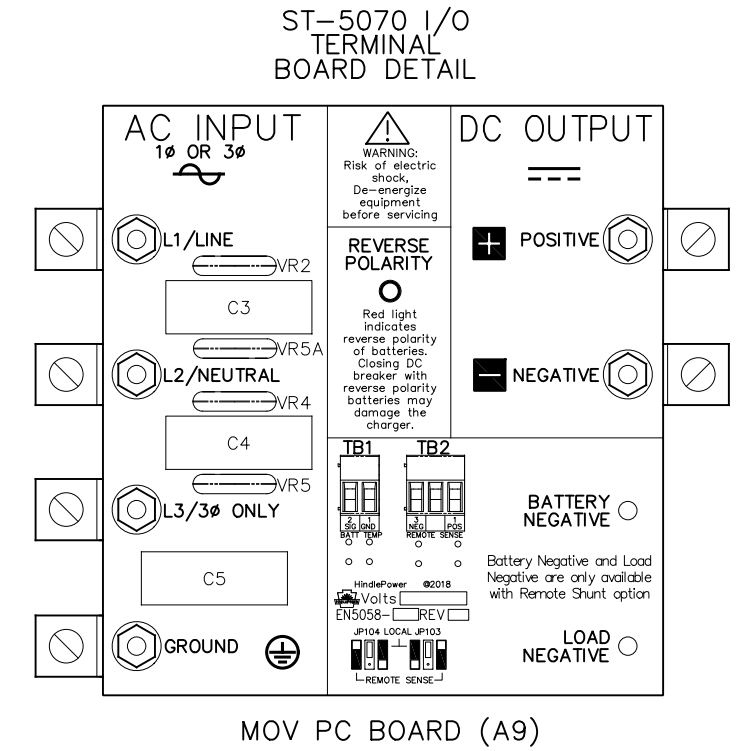 ST-5070 I/O
TERMINAL
BOARD DETAIL
AC INPUT
1ø OR 3ø
L1/LINE
VR2
C3
VR5A
L2/NEUTRAL
VR4
C4
VR5
L3/3ø ONLY
C5
GROUND
WARNING:
Risk of electric
shock,
De-energize
equipment
before servicing
REVERSE
POLARITY
Red light
indicates
reverse polarity
of batteries.
Closing DC
breaker with
reverse polarity
batteries may
damage the
charger.
DC OUTPUT
+ POSITIVE
- NEGATIVE
TB1 TB2
2 1 3 1
SIG GND NEG POS
BATT TEMP REMOTE SENSE
HindlePower ©2018
Volts
EN5058- REV
JP104 LOCAL JP103
REMOTE SENSE
BATTERY
NEGATIVE
Battery Negative and Load
Negative are only available
with Remote Shunt option
LOAD
NEGATIVE
MOV PC BOARD (A9)